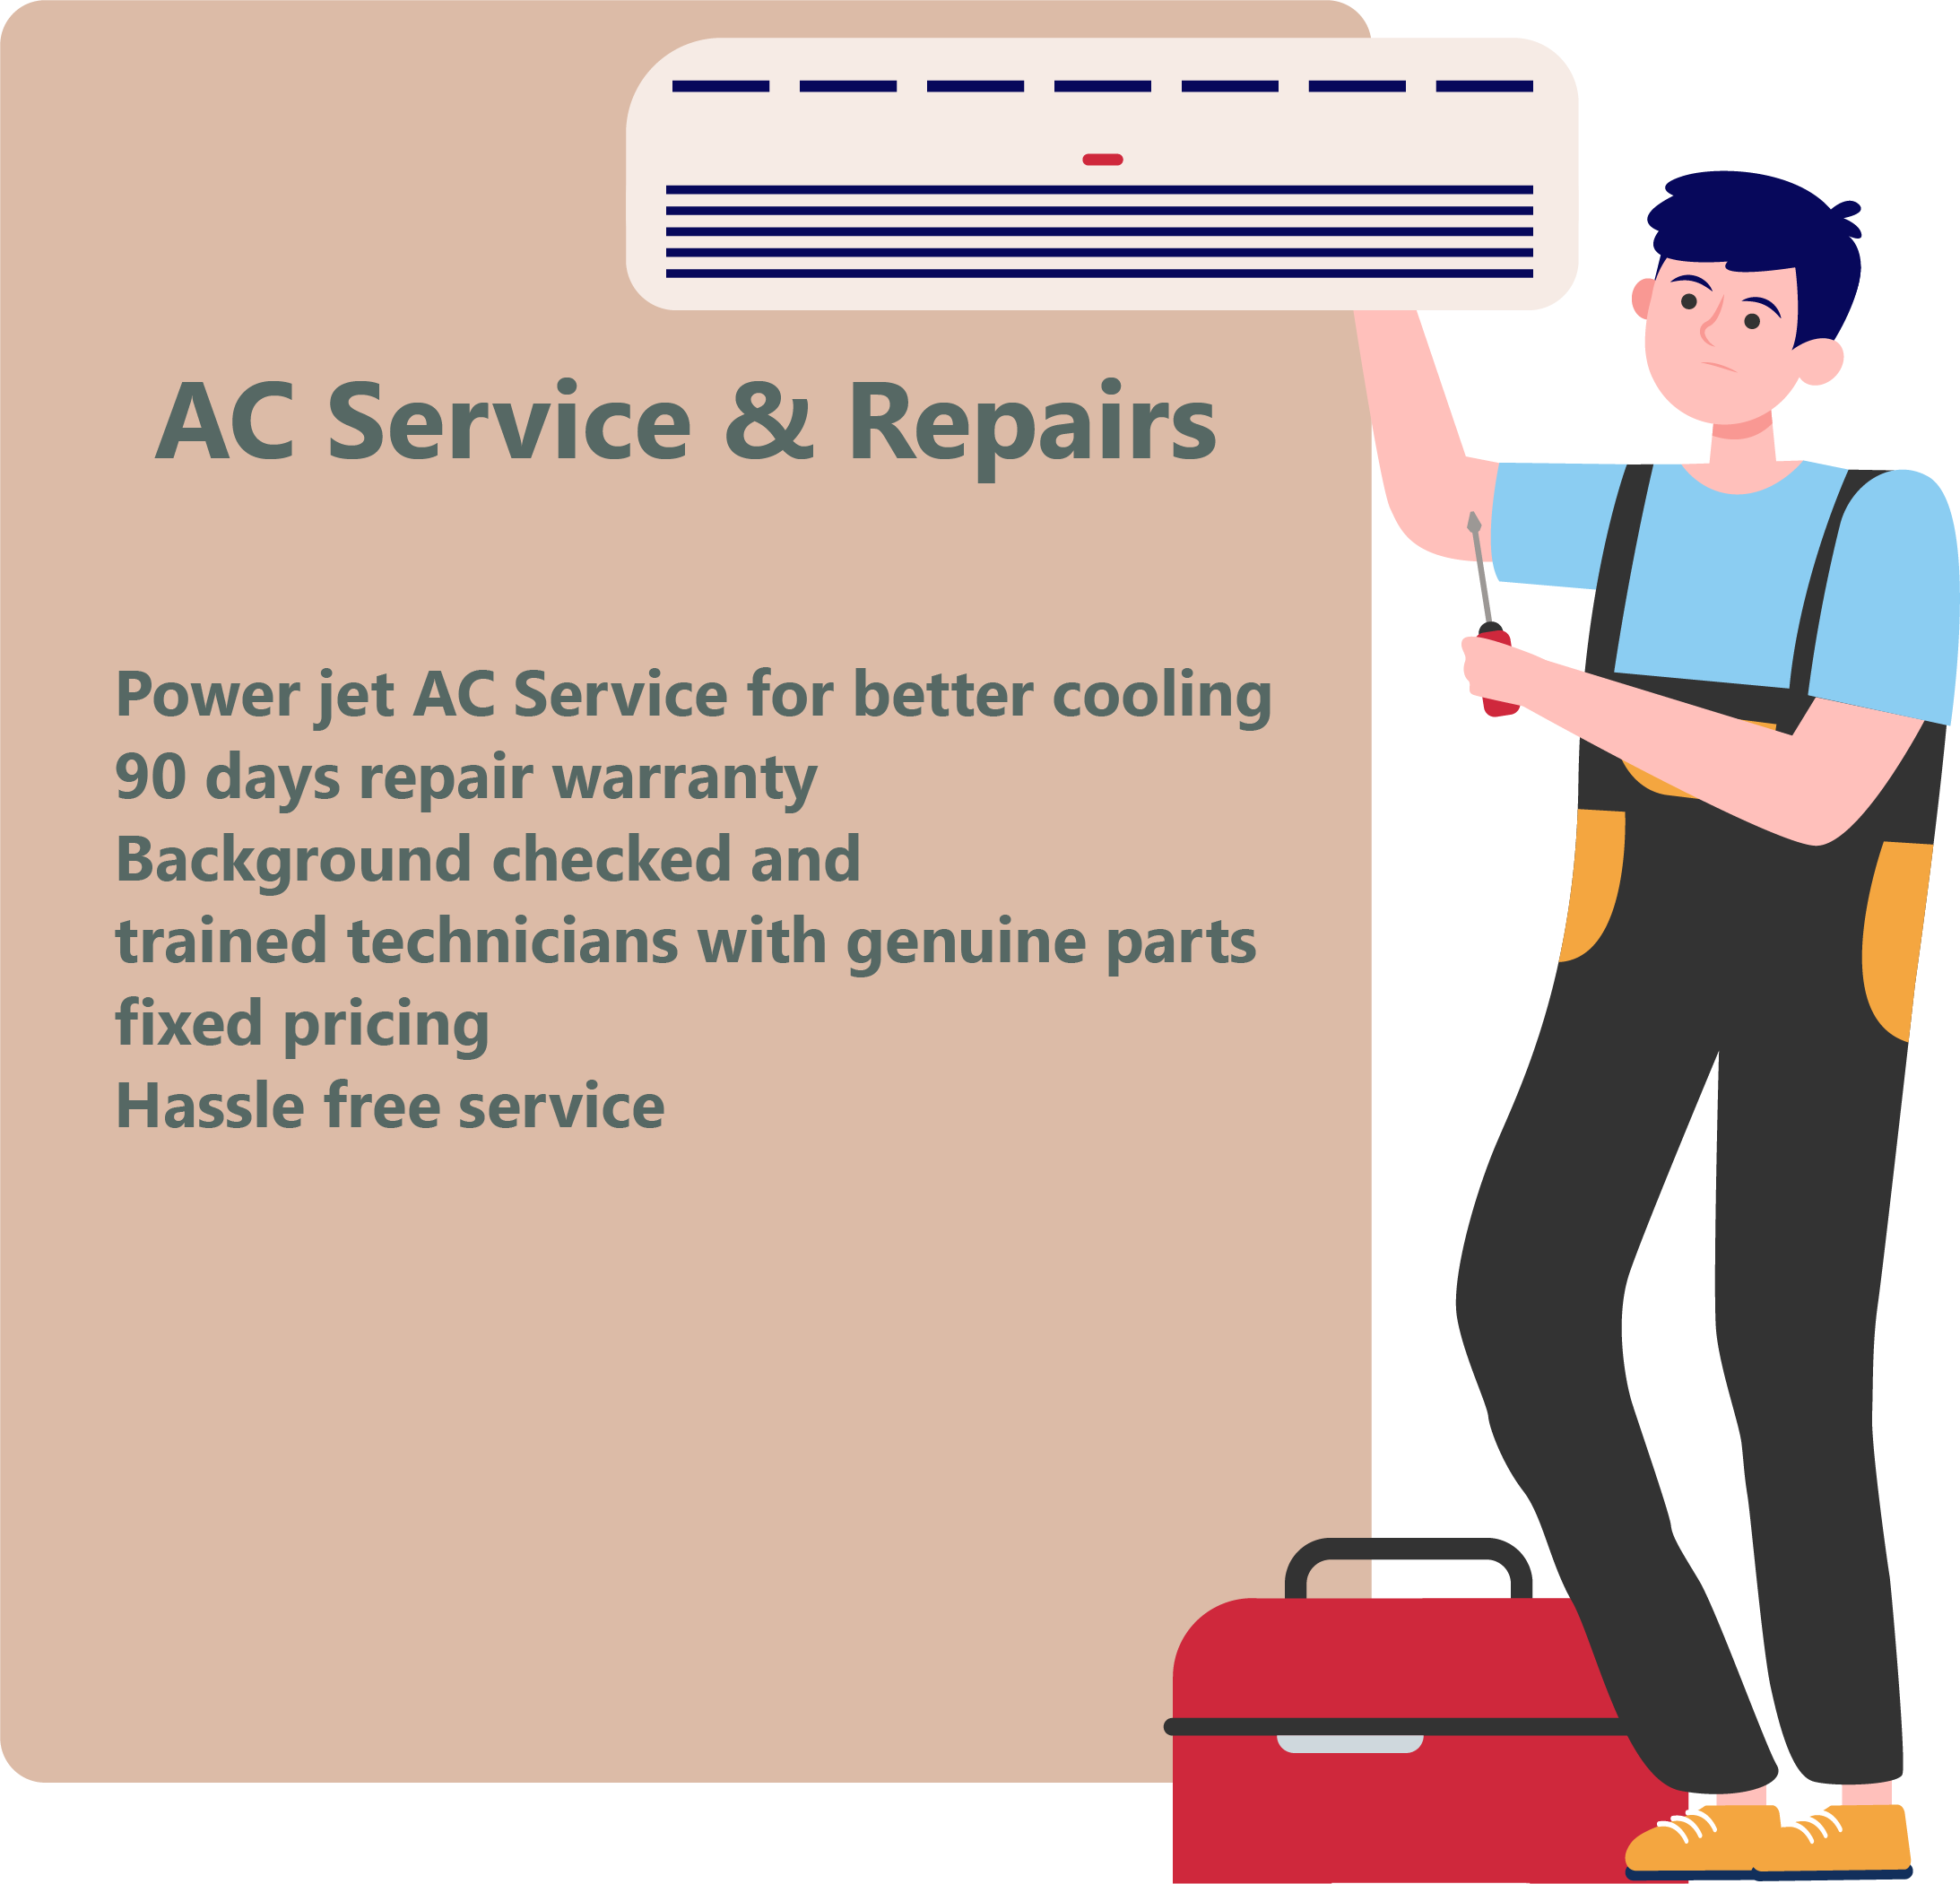 AC Service & Repairs
Power jet AC Service for better cooling
90 days repair warranty
Background checked and
trained technicians with genuine parts
fixed pricing
Hassle free service